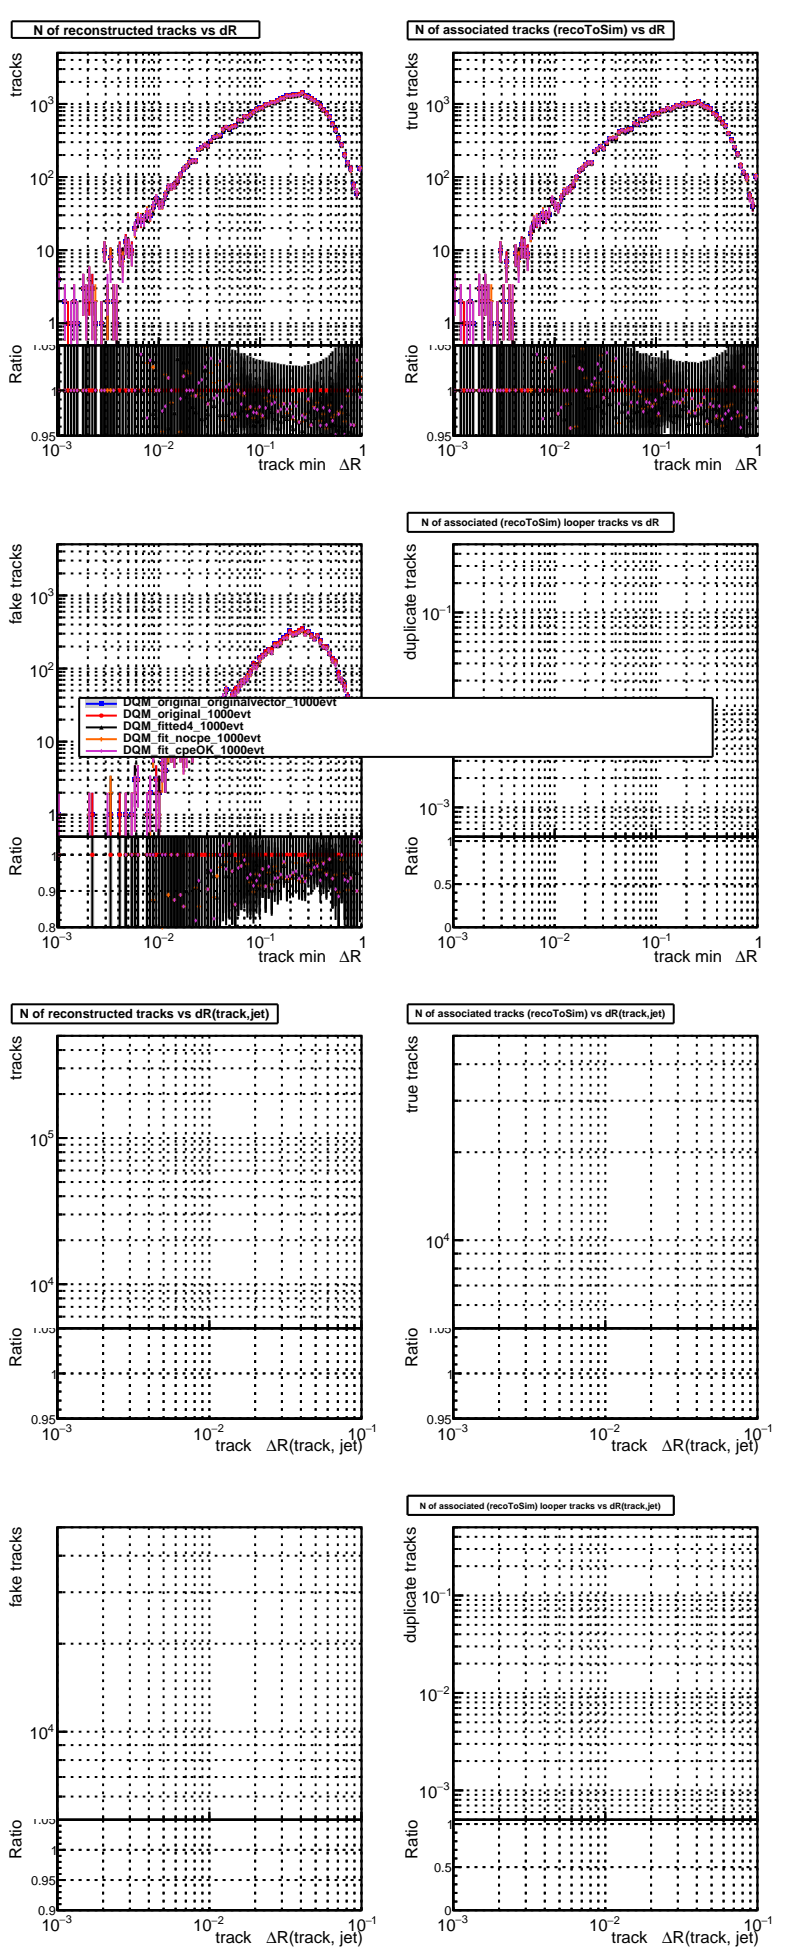 N of reconstructed tracks vs dR
N of associated tracks (recoToSim) vs dR
tracks
10³
10²
10
1
true tracks
10³
10²
10
1
Ratio
1.05
1
0.95
10⁻³ 10⁻² 10⁻¹ 1
track min ΔR
Ratio
1.05
1
0.95
10⁻³ 10⁻² 10⁻¹ 1
track min ΔR
N of associated (recoToSim) looper tracks vs dR
fake tracks
10³
10²
10
1
duplicate tracks
10⁻¹
10⁻³
DQM_original_originalvector_1000evt
DQM_original_1000evt
DQM_fitted4_1000evt
DQM_fit_nocpe_1000evt
DQM_fit_cpeOK_1000evt
Ratio
1
0.9
0.8
10⁻³ 10⁻² 10⁻¹ 1
track min ΔR
Ratio
1
0.5
0
10⁻³ 10⁻² 10⁻¹ 1
track min ΔR
N of reconstructed tracks vs dR(track,jet)
N of associated tracks (recoToSim) vs dR(track,jet)
tracks
10⁵
10⁴
true tracks
10⁴
Ratio
1.05
1
0.95
10⁻³ 10⁻² 10⁻¹
track ΔR(track, jet)
Ratio
1.05
1
0.95
10⁻³ 10⁻² 10⁻¹
track ΔR(track, jet)
N of associated (recoToSim) looper tracks vs dR(track,jet)
fake tracks
10⁴
duplicate tracks
10⁻¹
10⁻²
10⁻³
Ratio
1.05
1
0.95
0.9
10⁻³ 10⁻² 10⁻¹
track ΔR(track, jet)
Ratio
1
0.5
0
10⁻³ 10⁻² 10⁻¹
track ΔR(track, jet)